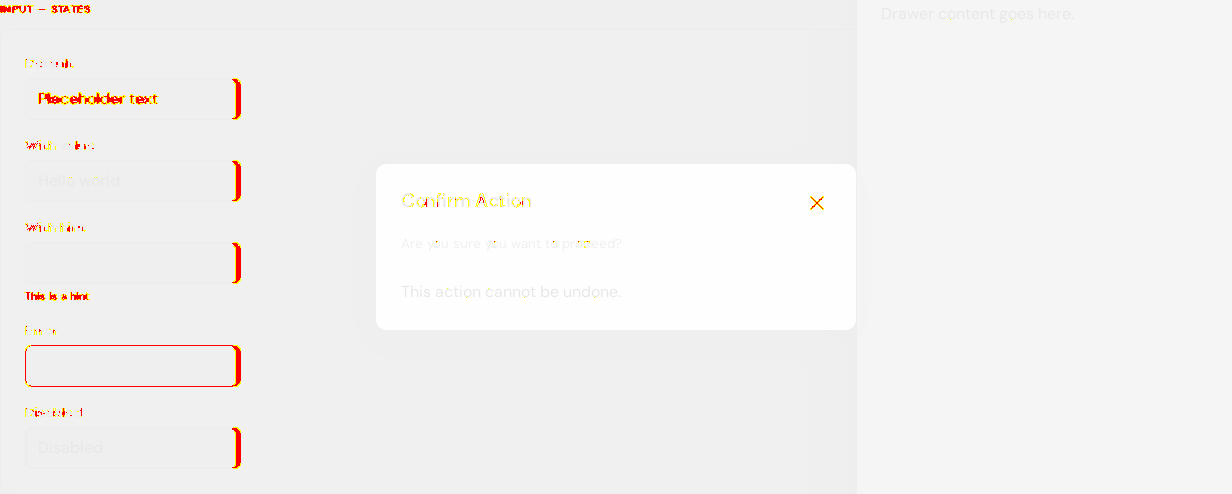 INPUT – STATES
Drawer content goes here.
Placeholder text
Hello world
Confirm Action
Are you sure you want to proceed?
This is a hint
This action cannot be undone.
Disabled